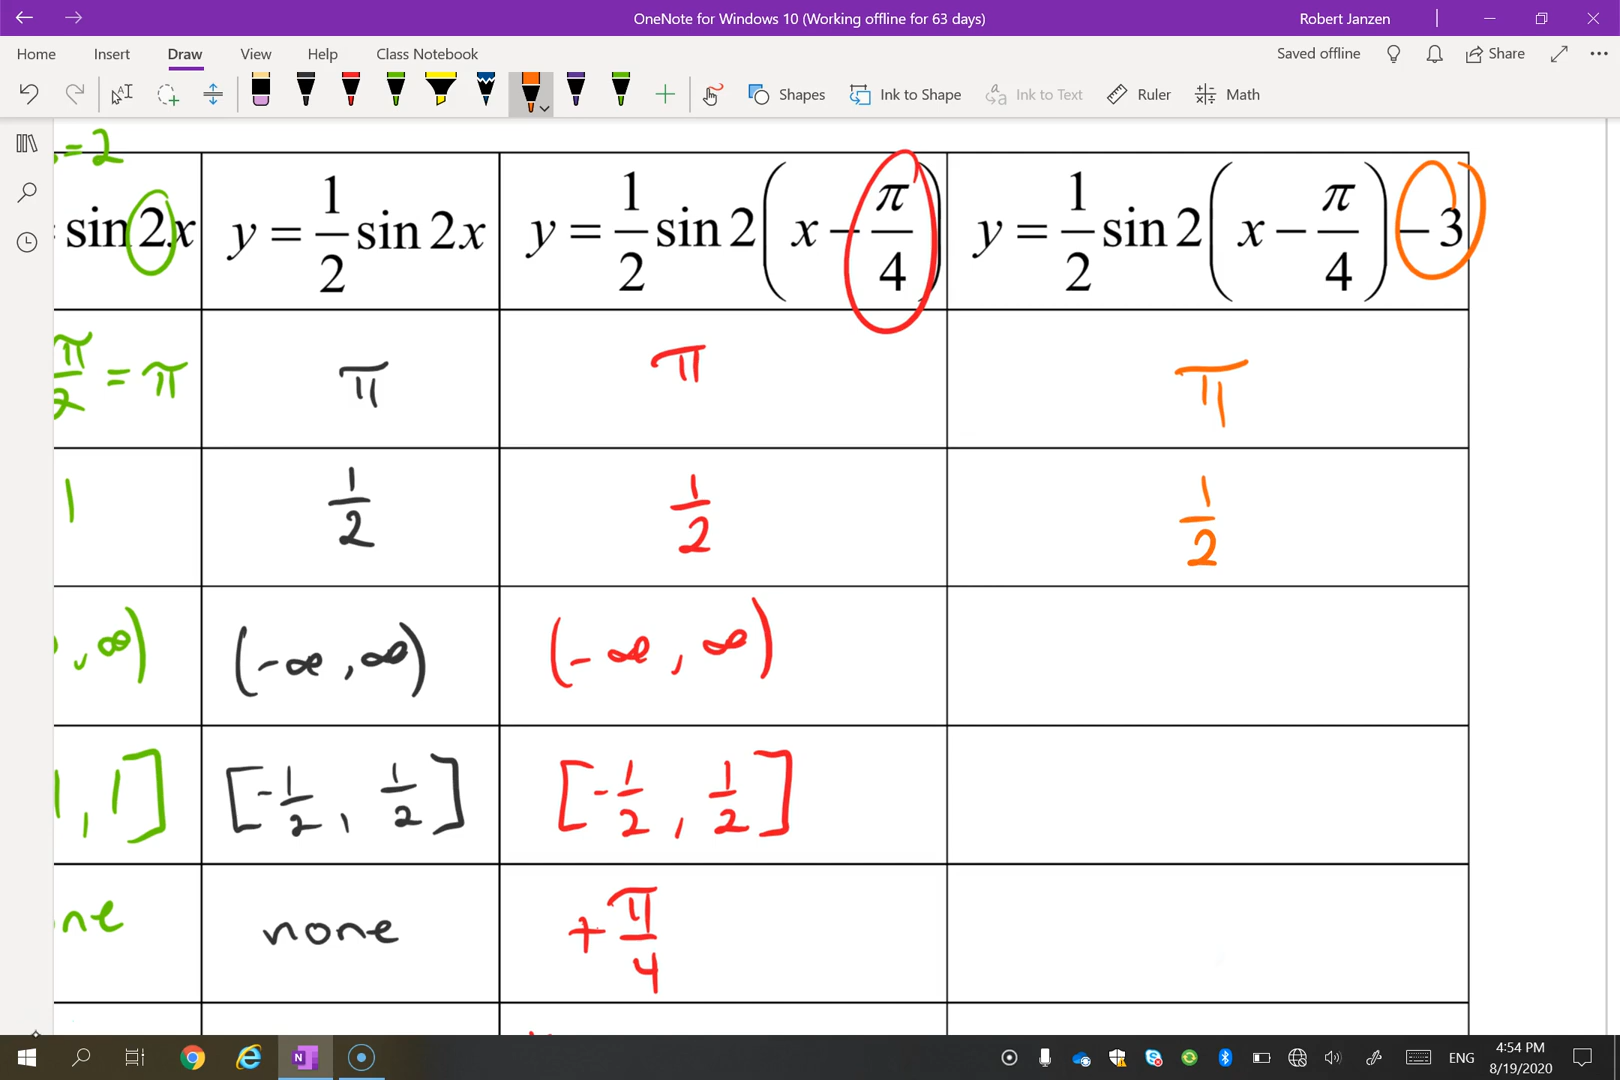 OneNote for Windows 10 (Working offline for 63 days)
Robert Janzen
Home Insert Draw View Help Class Notebook
Saved offline Share
Shapes Ink to Shape Ink to Text Ruler Math
=2
sin 2x
y = 1/2 sin 2x
y = 1/2 sin 2(x − π/4)
y = 1/2 sin 2(x − π/4) − 3
π/2 = π
π
π
π
1
1/2
1/2
1/2
, ∞)
(-∞, ∞)
(-∞, ∞)
1, 1]
[-1/2, 1/2]
[-1/2, 1/2]
ne
none
+π/4
ENG
4:54 PM
8/19/2020